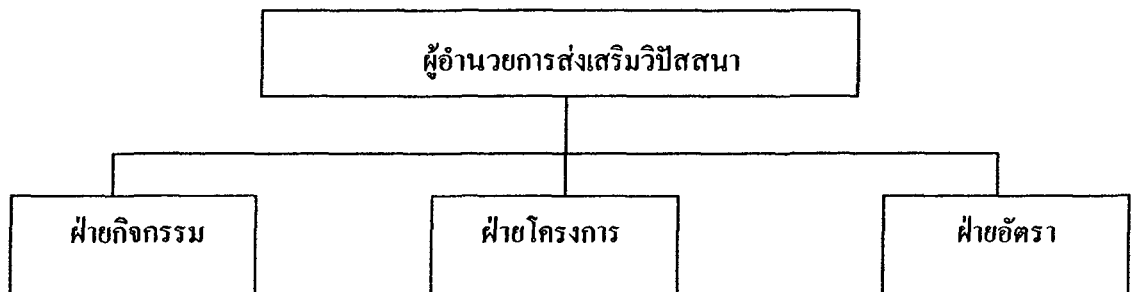 ผู้อำนวยการส่งเสริมวิปัสสนา
ฝ่ายกิจกรรม
ฝ่ายโครงการ
ฝ่ายอัตรา